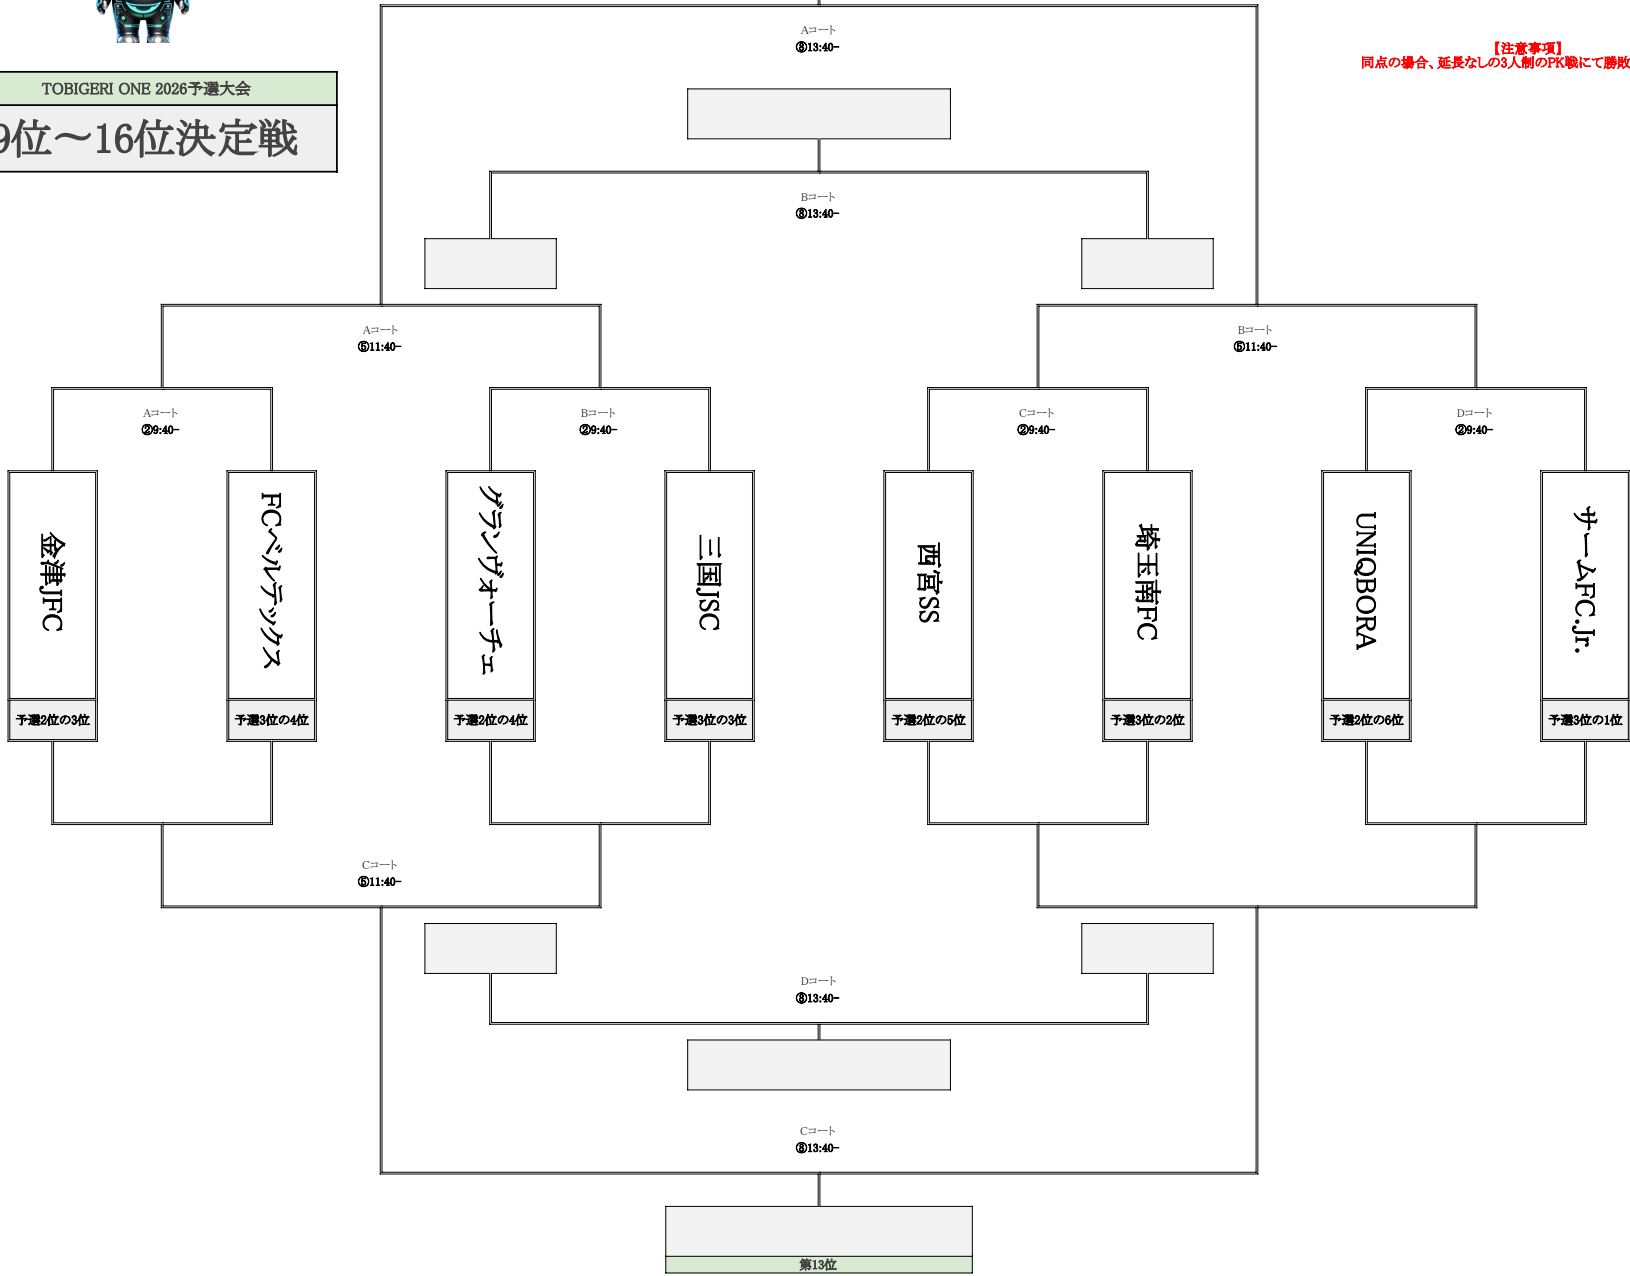 Aコート
⑧13:40-
【注意事項】
同点の場合、延長なしの3人制のPK戦にて勝敗
TOBIGERI ONE 2026予選大会
9位～16位決定戦
Bコート
⑧13:40-
Aコート
⑤11:40-
Bコート
⑤11:40-
Aコート
②9:40-
Bコート
②9:40-
Cコート
②9:40-
Dコート
②9:40-
金津JFC
FCベルテックス
グランヴォーチェ
三国JSC
西宮SS
埼玉南FC
UNIQBORA
サームFC.Jr.
予選2位の3位
予選3位の4位
予選2位の4位
予選3位の3位
予選2位の5位
予選3位の2位
予選2位の6位
予選3位の1位
Cコート
⑤11:40-
Dコート
⑧13:40-
Cコート
⑧13:40-
第13位